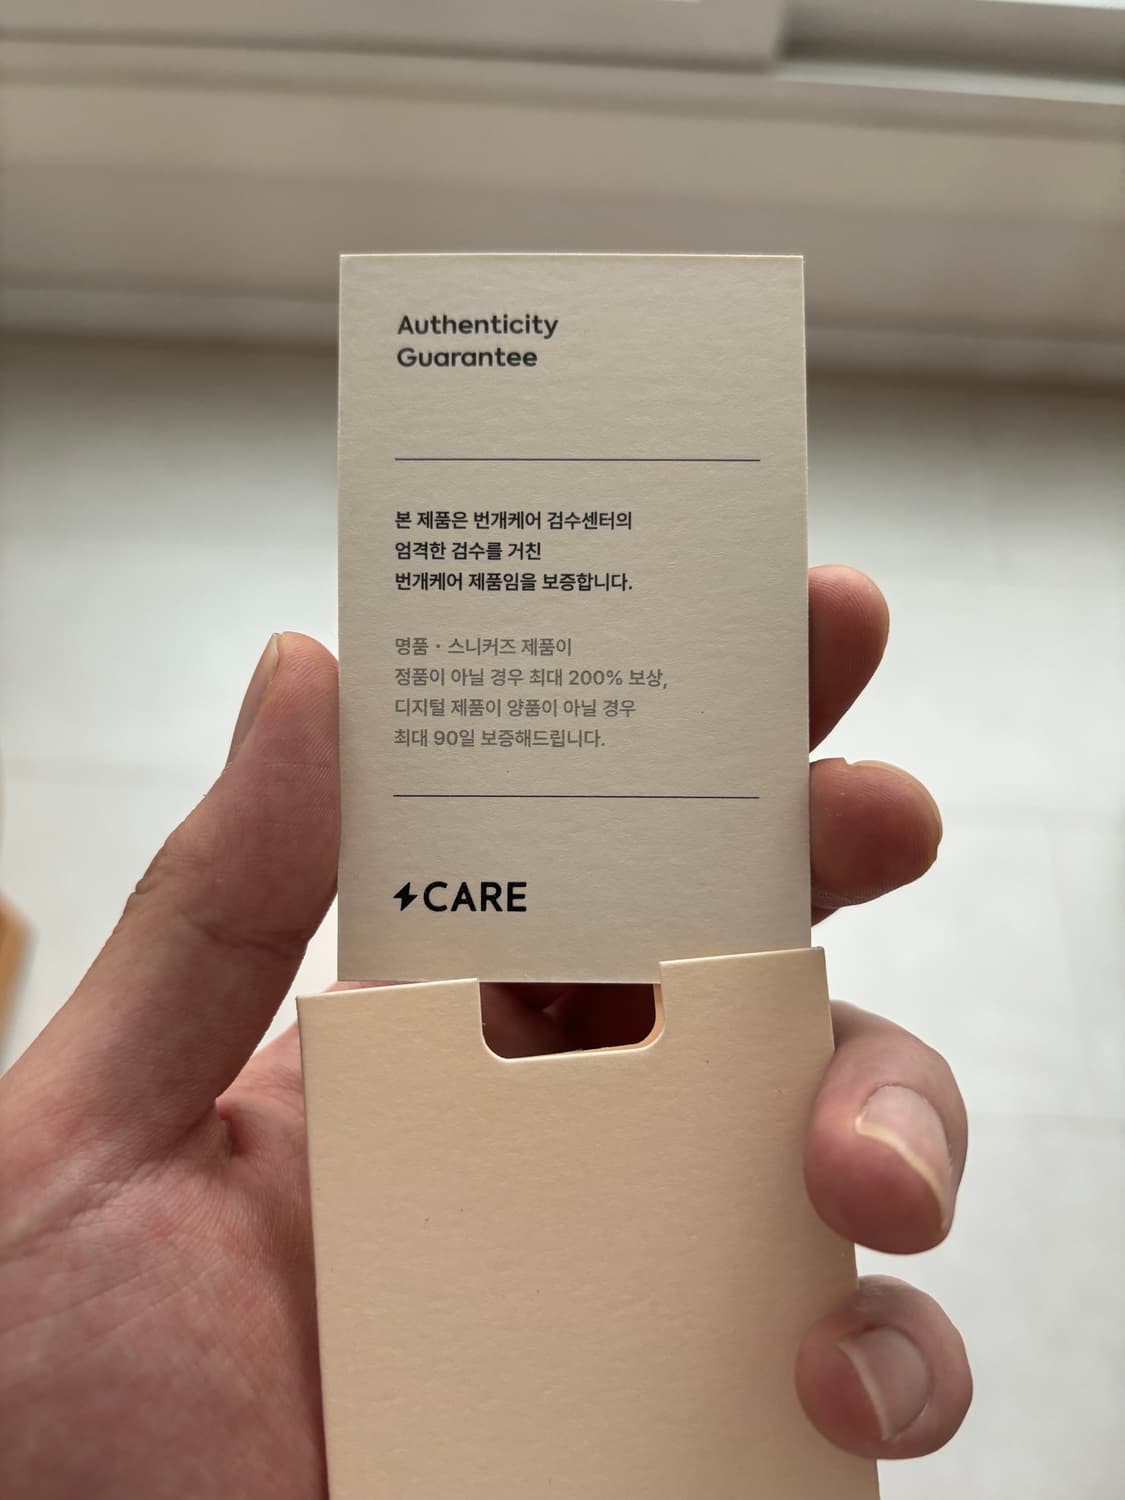 Authenticity
Guarantee
본 제품은 번개케어 검수센터의
엄격한 검수를 거친
번개케어 제품임을 보증합니다.
명품 · 스니커즈 제품이
정품이 아닐 경우 최대 200% 보상,
디지털 제품이 양품이 아닐 경우
최대 90일 보증해드립니다.
CARE